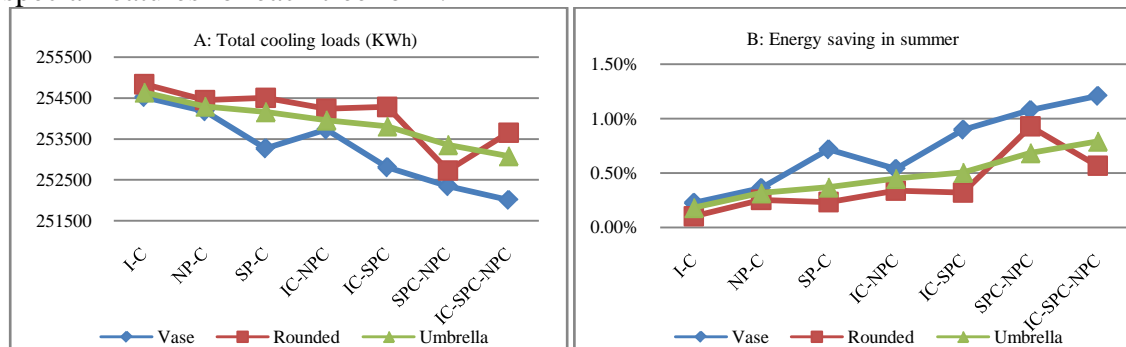 A: Total cooling loads (KWh)
255500
254500
253500
252500
251500
I-C
NP-C
SP-C
IC-NPC
IC-SPC
SPC-NPC
IC-SPC-NPC
Vase
Rounded
Umbrella
B: Energy saving in summer
1.50%
1.00%
0.50%
0.00%
I-C
NP-C
SP-C
IC-NPC
IC-SPC
SPC-NPC
IC-SPC-NPC
Vase
Rounded
Umbrella